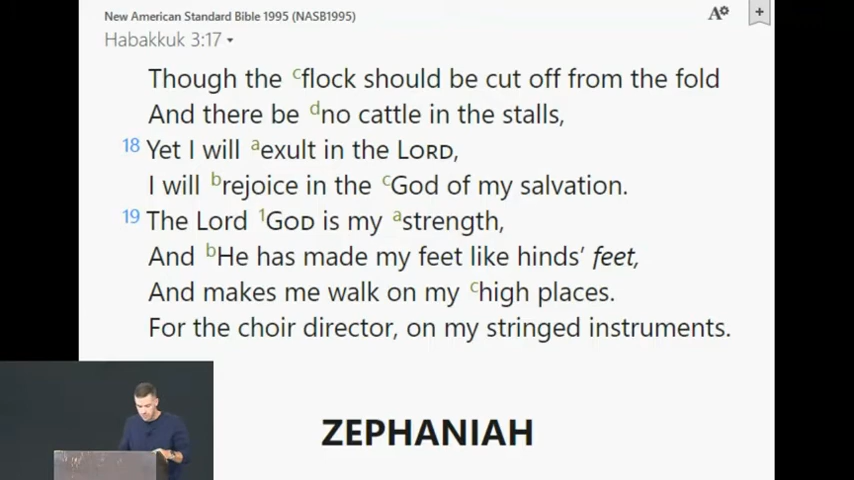 New American Standard Bible 1995 (NASB1995)
Habakkuk 3:17
Though the cflock should be cut off from the fold
And there be dno cattle in the stalls,
18 Yet I will aexult in the LORD,
I will brejoice in the cGod of my salvation.
19 The Lord 1GOD is my astrength,
And bHe has made my feet like hinds’ feet,
And makes me walk on my chigh places.
For the choir director, on my stringed instruments.
ZEPHANIAH